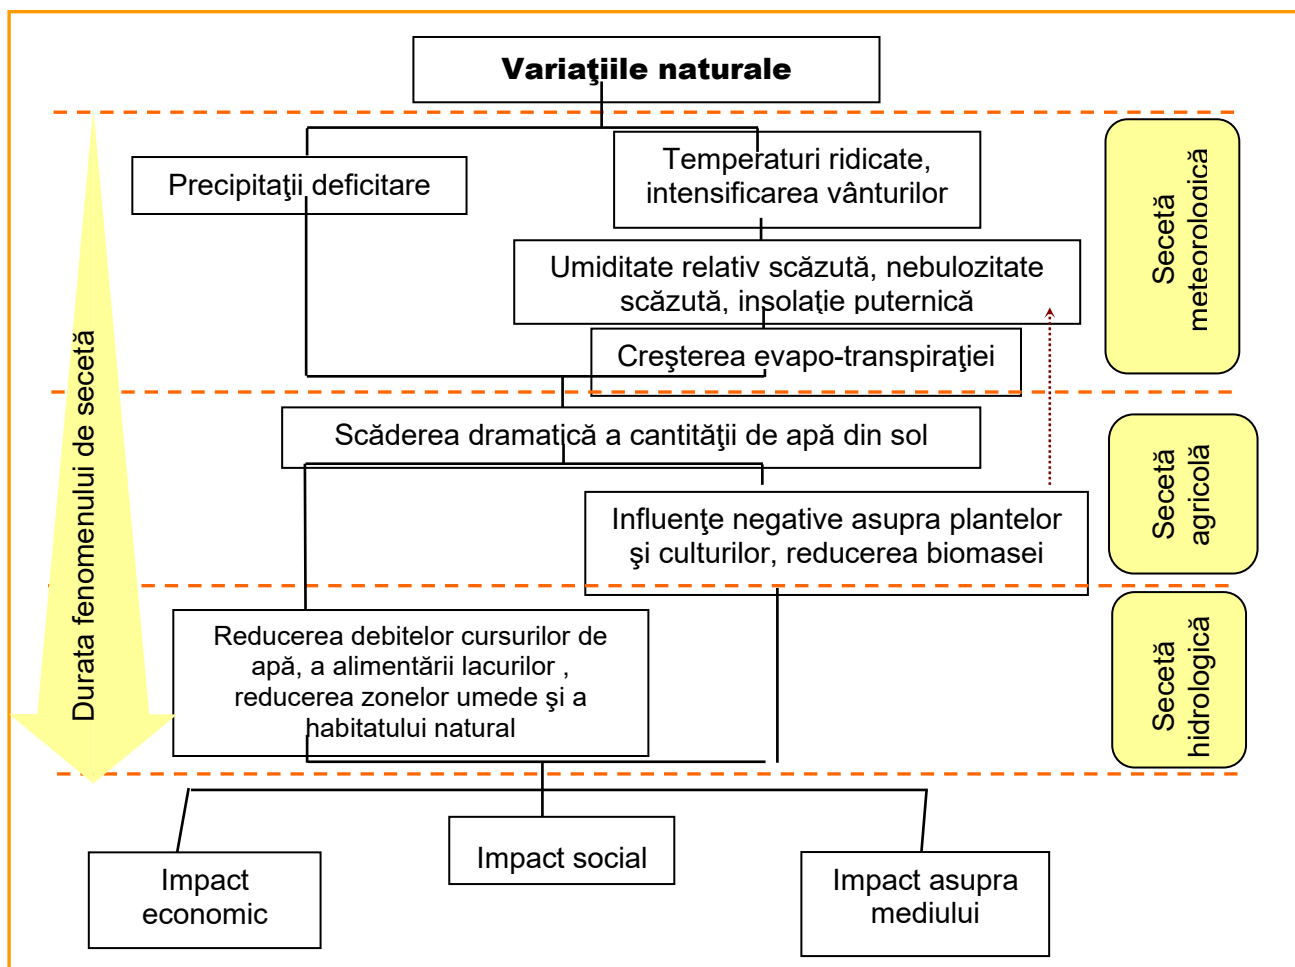 Variaţiile naturale
Precipitaţii deficitare
Temperaturi ridicate,
intensificarea vânturilor
Umiditate relativ scăzută, nebulozitate
scăzută, insolaţie puternică
Creşterea evapo-transpiraţiei
Secetă
meteorologică
Durata fenomenului de secetă
Scăderea dramatică a cantităţii de apă din sol
Influenţe negative asupra plantelor
şi culturilor, reducerea biomasei
Secetă
agricolă
Reducerea debitelor cursurilor de
apă, a alimentării lacurilor ,
reducerea zonelor umede şi a
habitatului natural
Secetă
hidrologică
Impact
economic
Impact social
Impact asupra
mediului